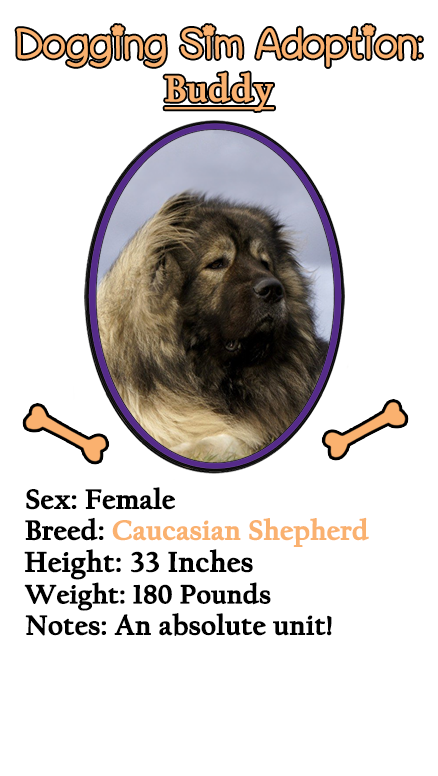 Dogging Sim Adoption:
Buddy
Sex: Female
Breed: Caucasian Shepherd
Height: 33 Inches
Weight: 180 Pounds
Notes: An absolute unit!